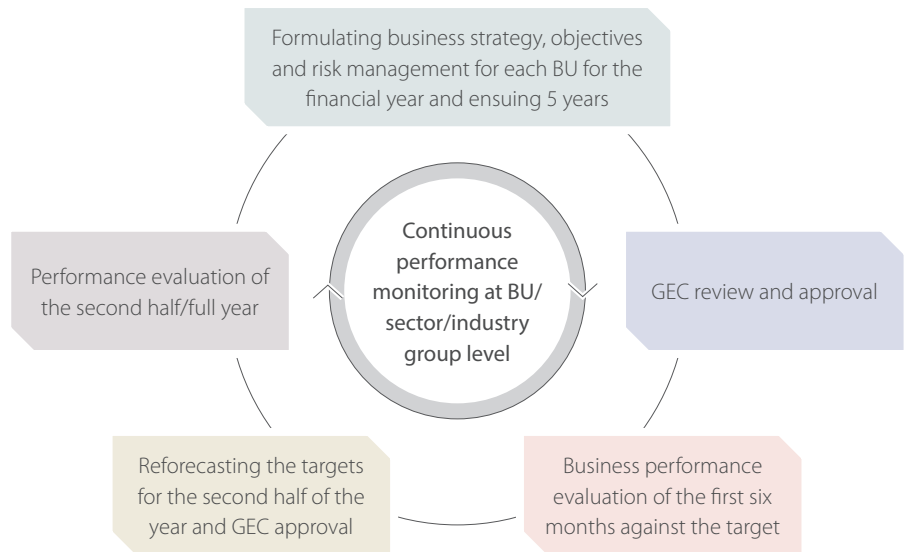 Formulating business strategy, objectives
and risk management for each BU for the
financial year and ensuing 5 years
GEC review and approval
Business performance
evaluation of the first six
months against the target
Reforecasting the targets
for the second half of the
year and GEC approval
Performance evaluation of
the second half/full year
Continuous
performance
monitoring at BU/
sector/industry
group level